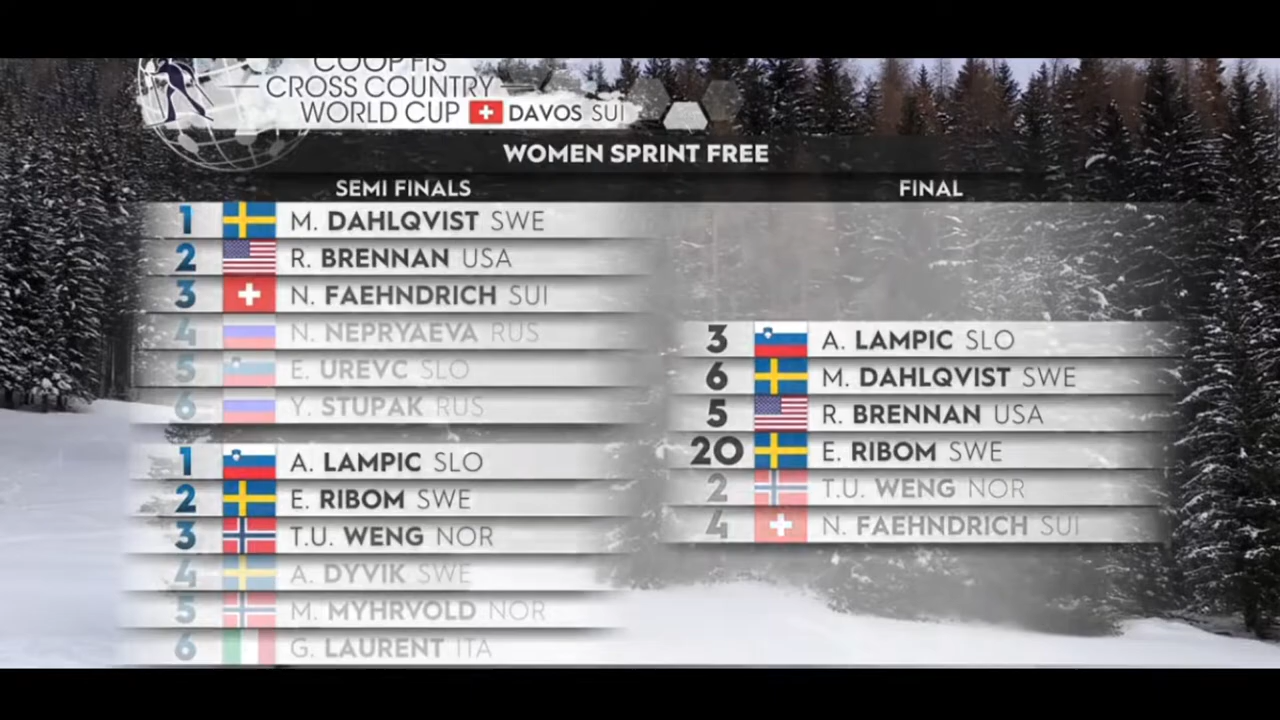 COOP FIS
CROSS COUNTRY
WORLD CUP DAVOS SUI
WOMEN SPRINT FREE
SEMI FINALS
1 M. DAHLQVIST SWE
2 R. BRENNAN USA
3 N. FAEHNDRICH SUI
4 N. NEPRYAEVA RUS
5 E. UREVC SLO
6 Y. STUPAK RUS
1 A. LAMPIC SLO
2 E. RIBOM SWE
3 T.U. WENG NOR
4 A. DYVIK SWE
5 M. MYHRVOLD NOR
6 G. LAURENT ITA
FINAL
3 A. LAMPIC SLO
6 M. DAHLQVIST SWE
5 R. BRENNAN USA
20 E. RIBOM SWE
2 T.U. WENG NOR
4 N. FAEHNDRICH SUI